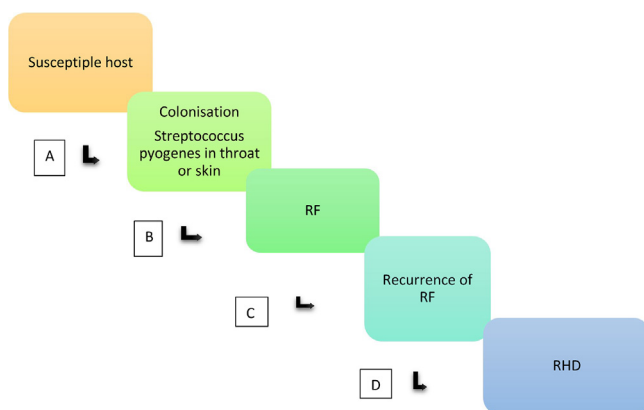 Susceptiple host
Colonisation
Streptococcus
pyogenes in throat
or skin
A
RF
B
Recurrence of
RF
C
RHD
D